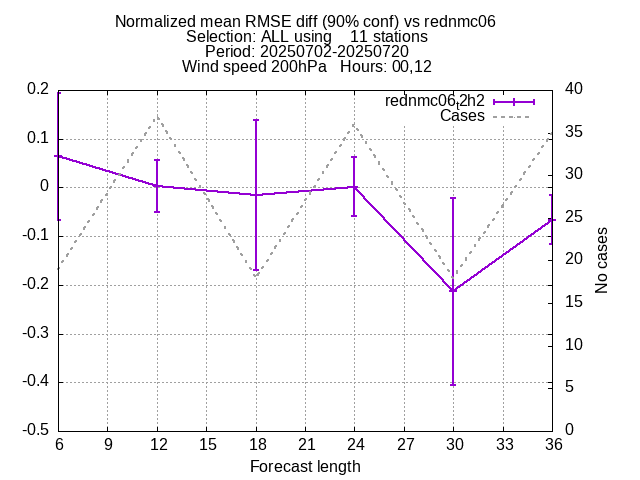 Normalized mean RMSE diff (90% conf) vs rednmc06
Selection: ALL using    11 stations
Period: 20250702-20250720
Wind speed 200hPa   Hours: 00,12
rednmc06,2h2
Cases
0.2
0.1
0
-0.1
-0.2
-0.3
-0.4
-0.5
40
35
30
25
20
15
10
5
0
No cases
6 9 12 15 18 21 24 27 30 33 36
Forecast length